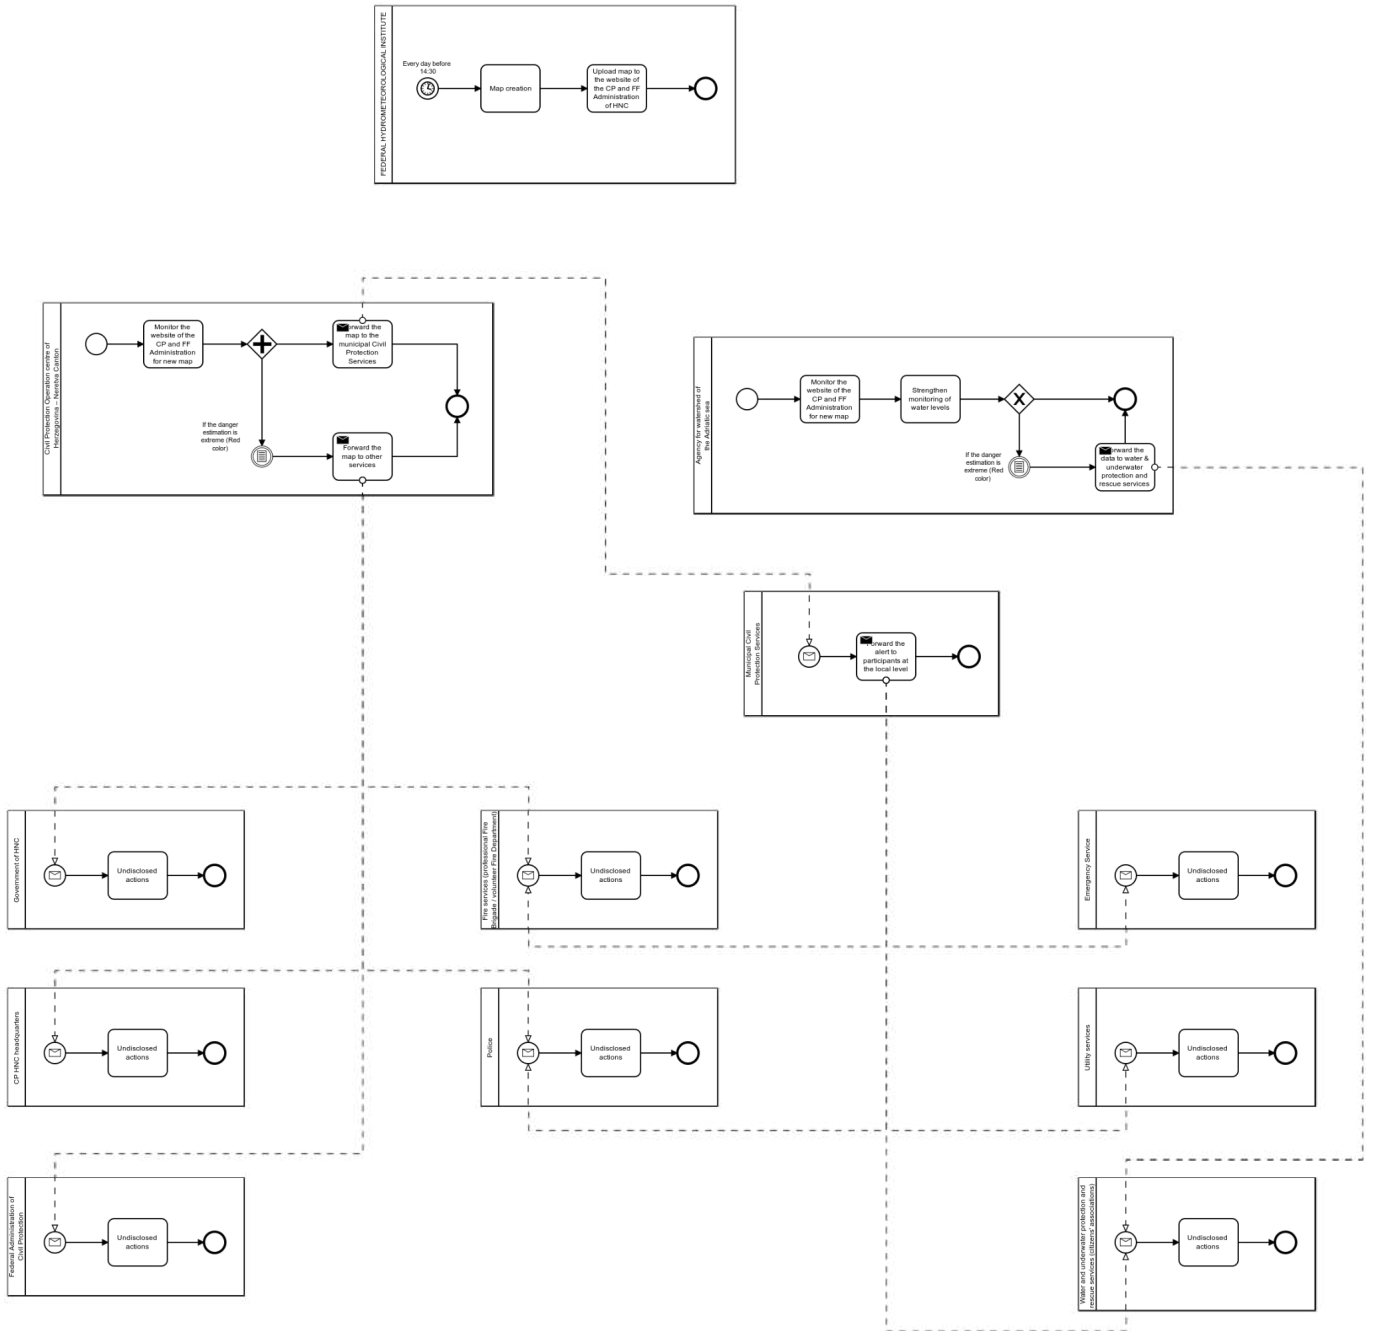 FEDERAL HYDROMETEOROLOGICAL INSTITUTE
Every day before
14:30
Map creation
Upload map to
the website of
the CP and FF
Administration
of HNC
Civil Protection Operation centre of
Herzegovina – Neretva Canton
Monitor the
website of the
CP and FF
Administration
for new map
If the danger
estimation is
extreme (Red
color)
the
map to the
municipal Civil
Protection
Services
Forward the
map to other
services
Agency for watershed of
the Adriatic sea
Monitor the
website of the
CP and FF
Administration
for new map
Strengthen
monitoring of
water levels
If the danger
estimation is
extreme (Red
color)
the
data to water &
underwater
protection and
rescue services
Municipal Civil
Protection Services
Forward the
alert to
participants at
the local level
Government of HNC
Undisclosed
actions
Fire services (professional Fire
Brigade / volunteer Fire Department)
Undisclosed
actions
Emergency Service
Undisclosed
actions
CP HNC headquarters
Undisclosed
actions
Police
Undisclosed
actions
Utility services
Undisclosed
actions
Federal Administration of
Civil Protection
Undisclosed
actions
Water and underwater protection and
rescue services (citizens' associations)
Undisclosed
actions